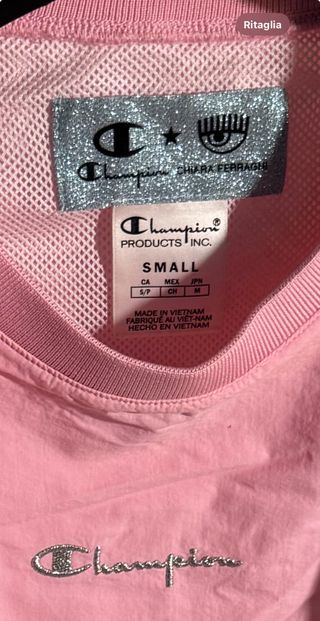 Ritaglia
Champion CHIARA FERRAGNI
Champion®
PRODUCTS INC.
SMALL
CA MEX JPN
S/P CH M
MADE IN VIETNAM
FABRIQUÉ AU VIÊT-NAM
HECHO EN VIETNAM
Champion